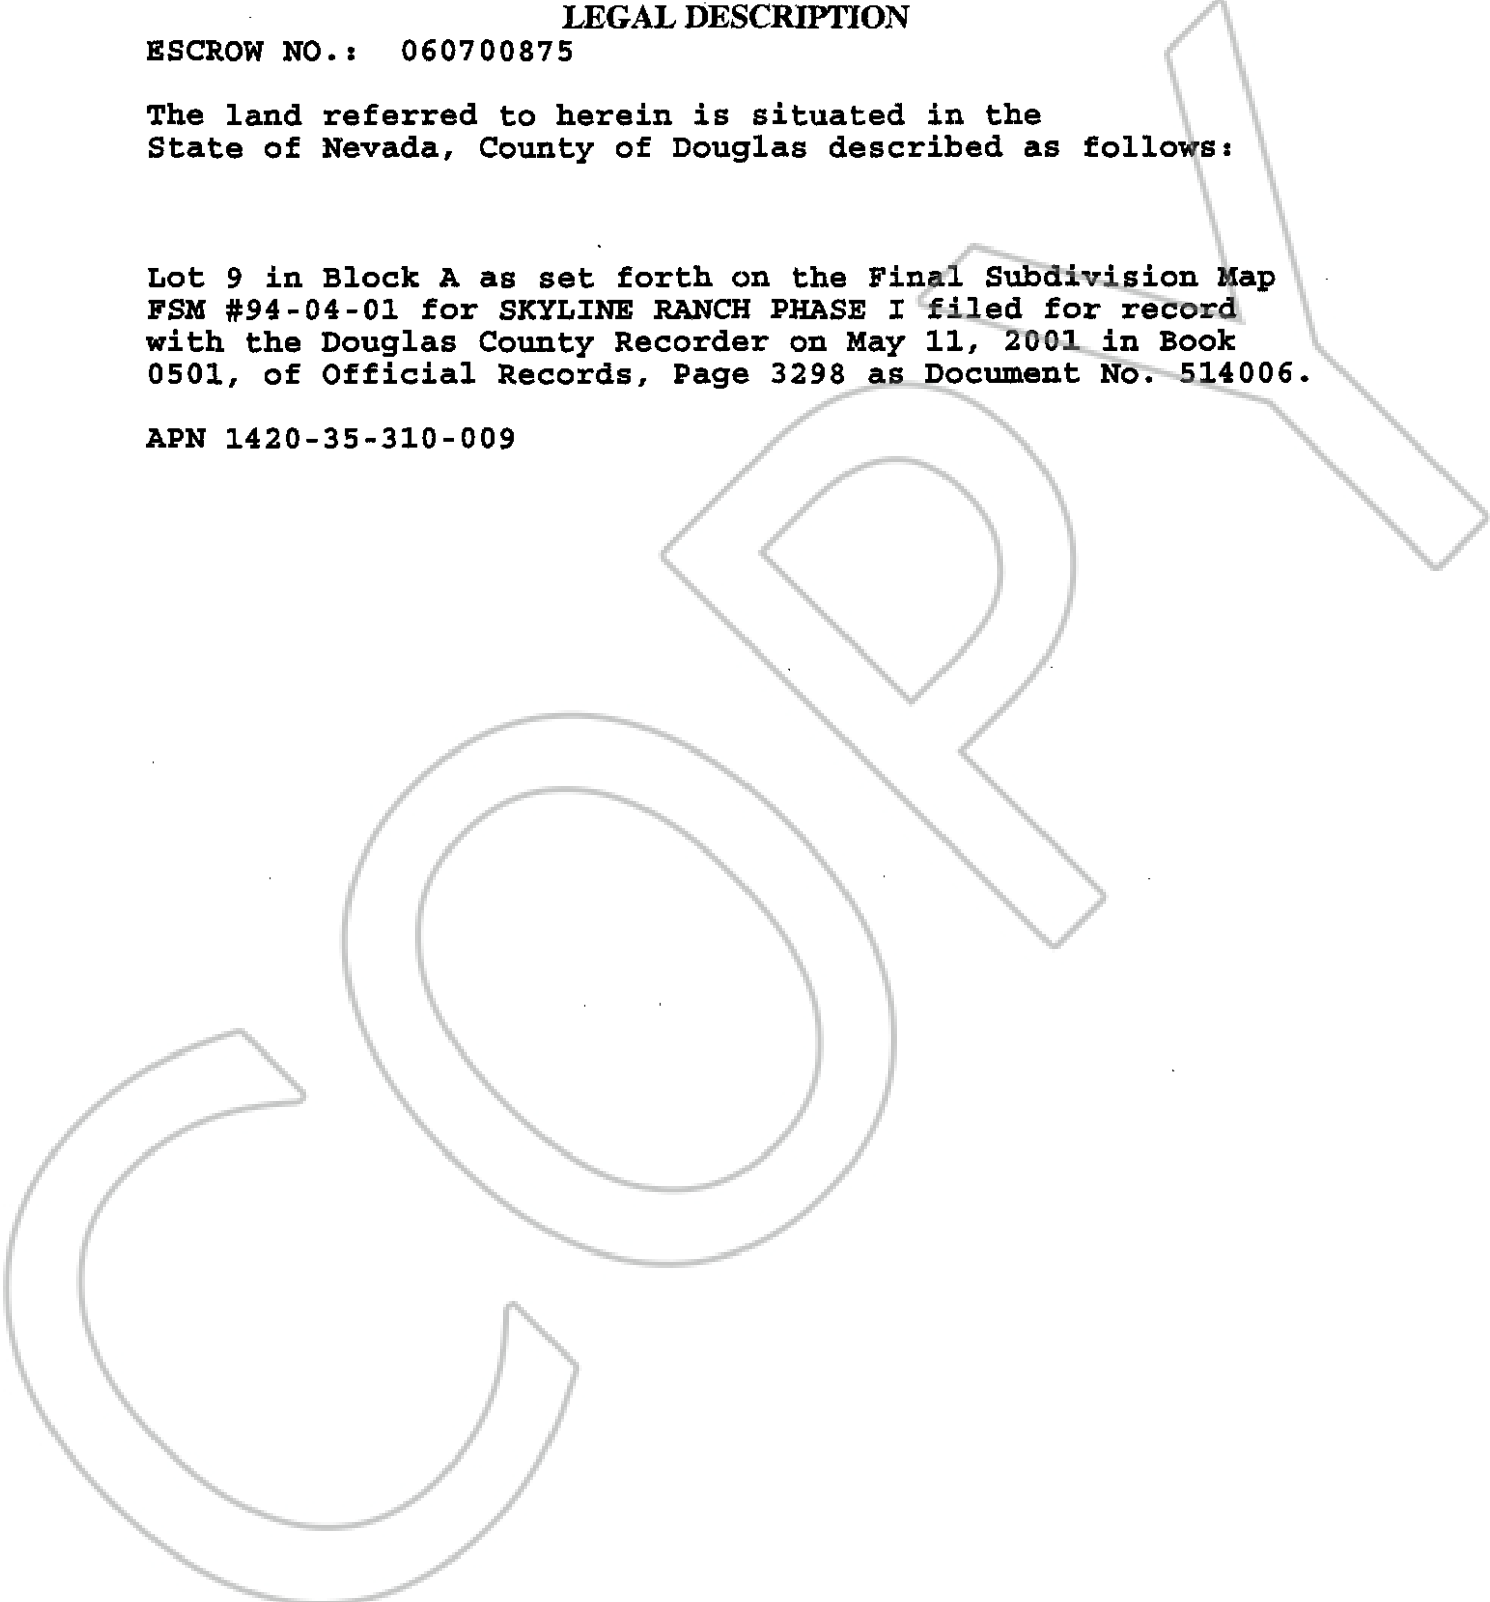 LEGAL DESCRIPTION
ESCROW NO.: 060700875
The land referred to herein is situated in the
State of Nevada, County of Douglas described as follows:
Lot 9 in Block A as set forth on the Final Subdivision Map
FSM #94-04-01 for SKYLINE RANCH PHASE I filed for record
with the Douglas County Recorder on May 11, 2001 in Book
0501, of Official Records, Page 3298 as Document No. 514006.
APN 1420-35-310-009
COPY